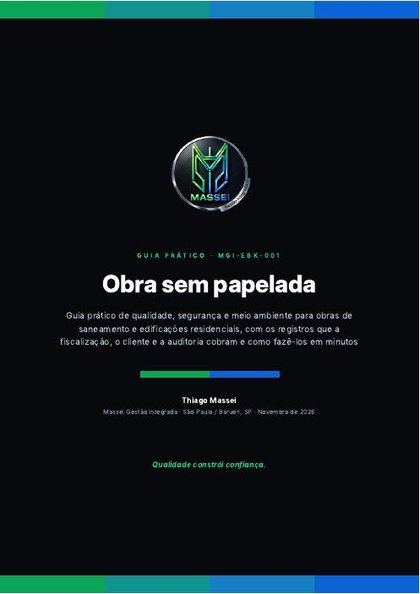 MASSEI
GUIA PRÁTICO · MGI-EBK-001
Obra sem papelada
Guia prático de qualidade, segurança e meio ambiente para obras de
saneamento e edificações residenciais, com os registros que a
fiscalização, o cliente e a auditoria cobram e como fazê-los em minutos
Thiago Massei
Massei Gestão Integrada · São Paulo / Barueri, SP · Novembro de 2026
Qualidade constrói confiança.